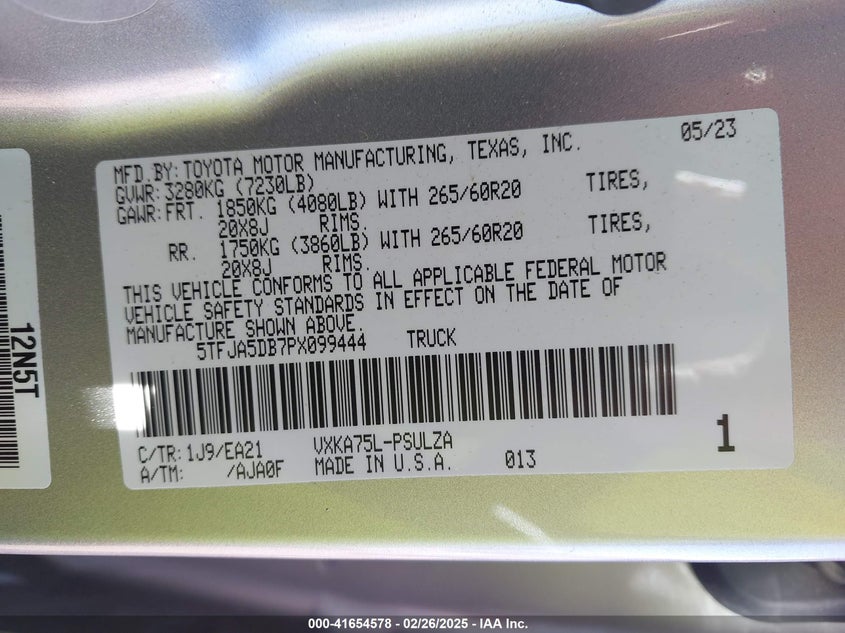 MFD.BY: TOYOTA MOTOR MANUFACTURING, TEXAS, INC. 05/23
GVWR: 3280KG (7230LB)
GAWR: FRT. 1850KG (4080LB) WITH 265/60R20 TIRES,
20X8J RIMS.
RR. 1750KG (3860LB) WITH 265/60R20 TIRES,
20X8J RIMS.
THIS VEHICLE CONFORMS TO ALL APPLICABLE FEDERAL MOTOR
VEHICLE SAFETY STANDARDS IN EFFECT ON THE DATE OF
MANUFACTURE SHOWN ABOVE.
5TFJA5DB7PX099444 TRUCK
C/TR: 1J9/EA21 VXKA75L-PSULZA
A/TM: /AJA0F MADE IN U.S.A. 013
1
12N5T
000-41654578 - 02/26/2025 - IAA Inc.